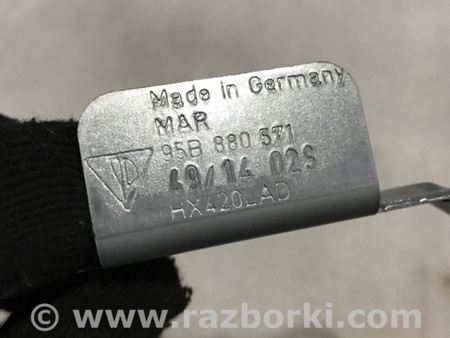 Made in Germany
MAR
95B 880 571
49/14 02S
HX420LAD
© www.razborki.com